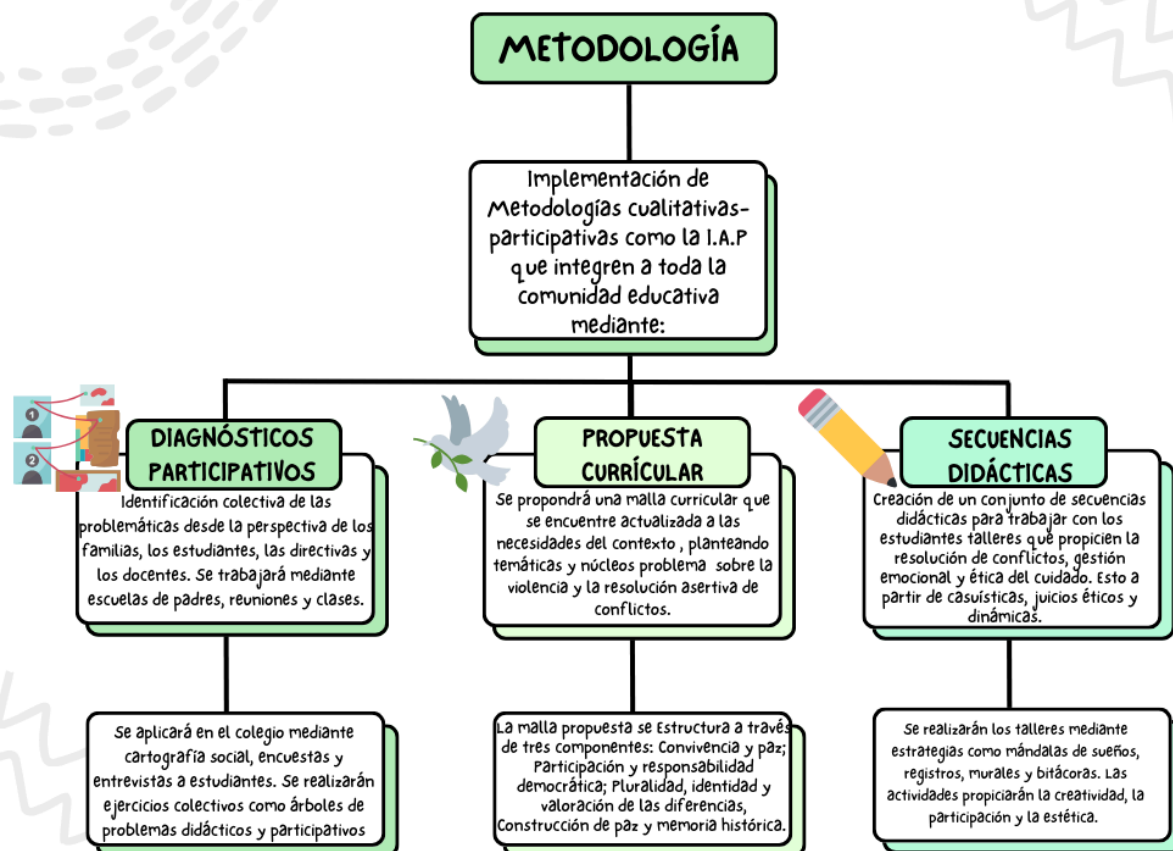 METODOLOGÍA
Implementación de
Metodologías cualitativas-
participativas como la I.A.P
que integren a toda la
comunidad educativa
mediante:
DIAGNÓSTICOS
PARTICIPATIVOS
Identificación colectiva de las
problemáticas desde la perspectiva de los
familias, los estudiantes, las directivas y
los docentes. Se trabajará mediante
escuelas de padres, reuniones y clases.
Se aplicará en el colegio mediante
cartografía social, encuestas y
entrevistas a estudiantes. Se realizarán
ejercicios colectivos como árboles de
problemas didácticos y participativos
PROPUESTA
CURRÍCULAR
Se propondrá una malla curricular que
se encuentre actualizada a las
necesidades del contexto , planteando
temáticas y núcleos problema sobre la
violencia y la resolución asertiva de
conflictos.
La malla propuesta se Estructura a través
de tres componentes: Convivencia y paz;
Participación y responsabilidad
democrática; Pluralidad, identidad y
valoración de las diferencias,
Construcción de paz y memoria histórica.
SECUENCIAS
DIDÁCTICAS
Creación de un conjunto de secuencias
didácticas para trabajar con los
estudiantes talleres que propicien la
resolución de conflictos, gestión
emocional y ética del cuidado. Esto a
partir de casuísticas, juicios éticos y
dinámicas.
Se realizarán los talleres mediante
estrategias como mándalas de sueños,
registros, murales y bitácoras. Las
actividades propiciarán la creatividad, la
participación y la estética.
1
2